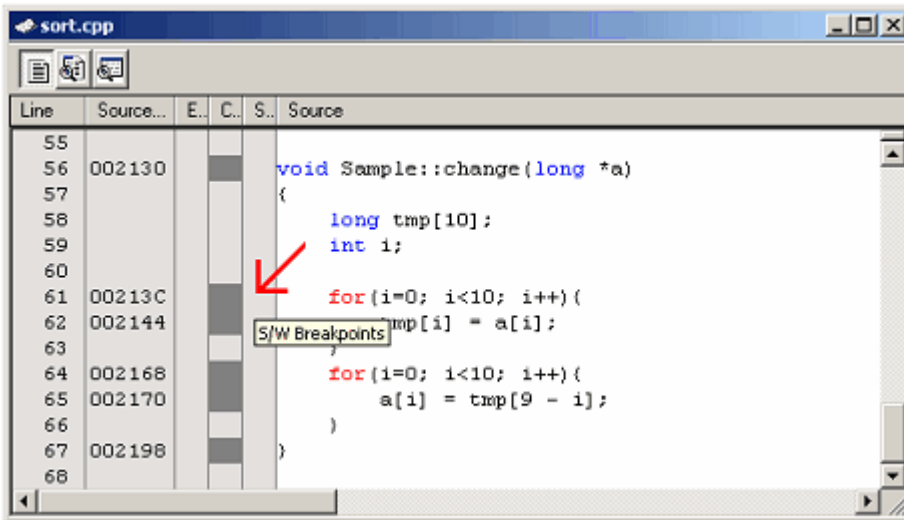 sort.cpp
Line Source... E.. C.. S.. Source
55
56 002130 void Sample::change(long *a)
57 {
58 long tmp[10];
59 int i;
60
61 00213C for(i=0; i<10; i++){
62 002144 tmp[i] = a[i];
S/W Breakpoints
63 }
64 002168 for(i=0; i<10; i++){
65 002170 a[i] = tmp[9 - i];
66 }
67 002198 }
68